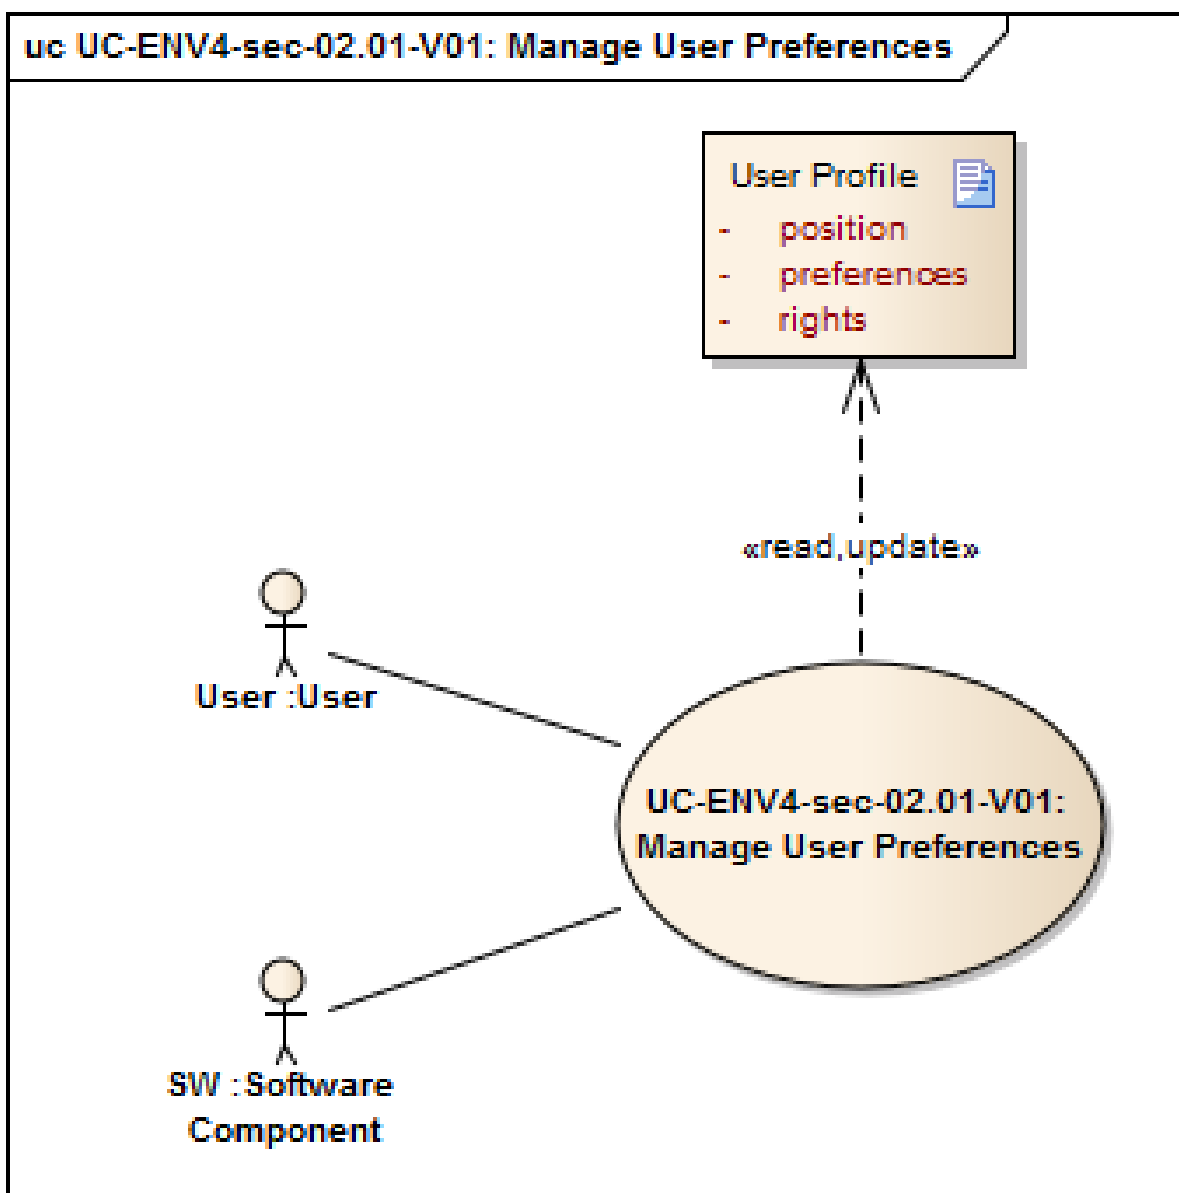 uc UC-ENV4-sec-02.01-V01: Manage User Preferences
User Profile
- position
- preferences
- rights
«read,update»
User :User
UC-ENV4-sec-02.01-V01:
Manage User Preferences
SW :Software
Component